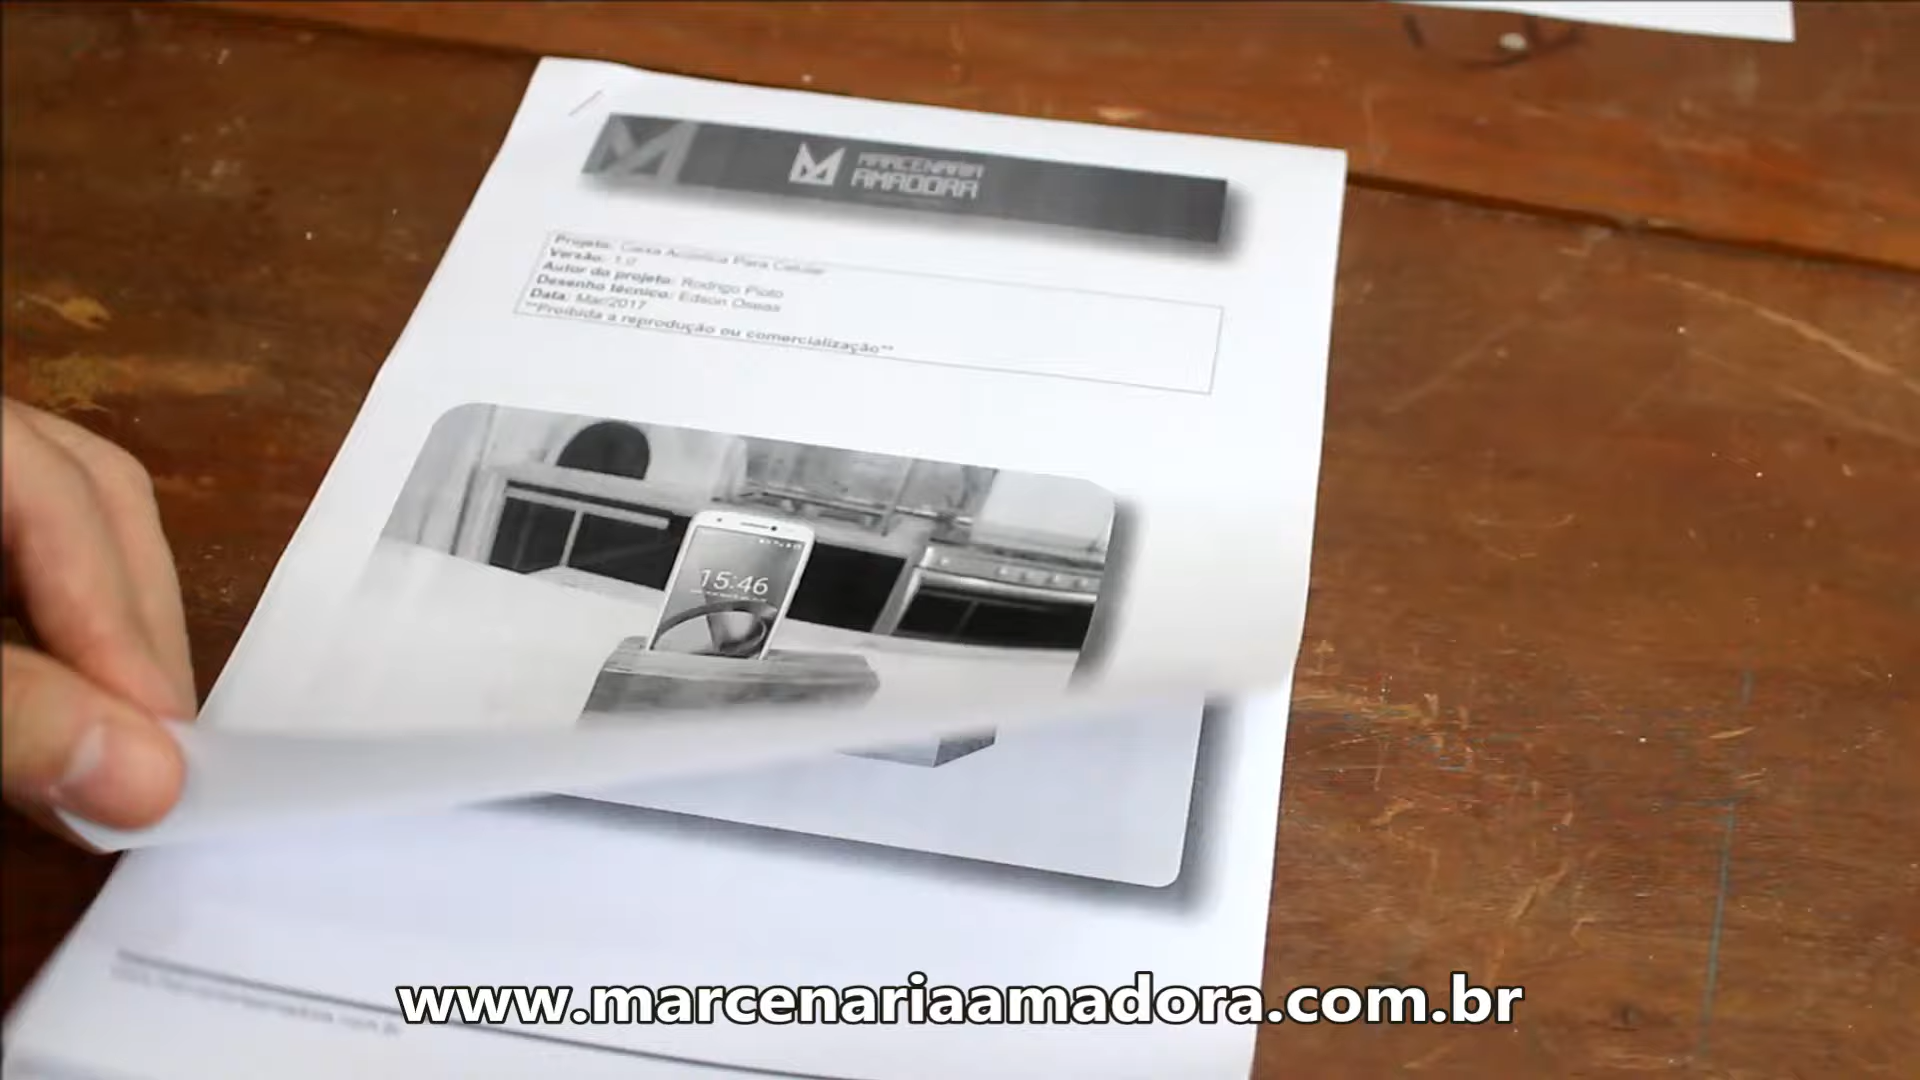 MARCENARIA
AMADORA
Projeto: Caixa Acústica Para Celular
Versão: 1.0
Autor do projeto: Rodrigo Pioto
Desenho técnico: Edson Oseas
Data: Mar/2017
**Proibida a reprodução ou comercialização**
15:46
www.marcenariaamadora.com.br